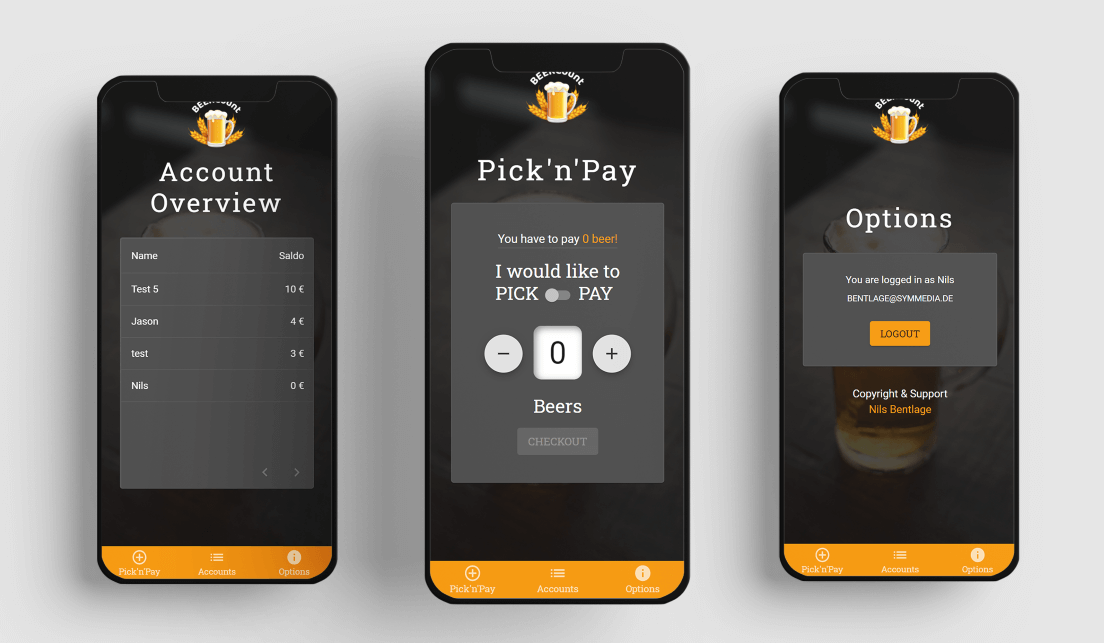 BEERCOUNT
Account
Overview
Name Saldo
Test 5 10 €
Jason 4 €
test 3 €
Nils 0 €
Pick'n'Pay Accounts Options
BEERCOUNT
Pick'n'Pay
You have to pay 0 beer!
I would like to
PICK PAY
− 0 +
Beers
CHECKOUT
Pick'n'Pay Accounts Options
BEERCOUNT
Options
You are logged in as Nils
BENTLAGE@SYMMEDIA.DE
LOGOUT
Copyright & Support
Nils Bentlage
Pick'n'Pay Accounts Options